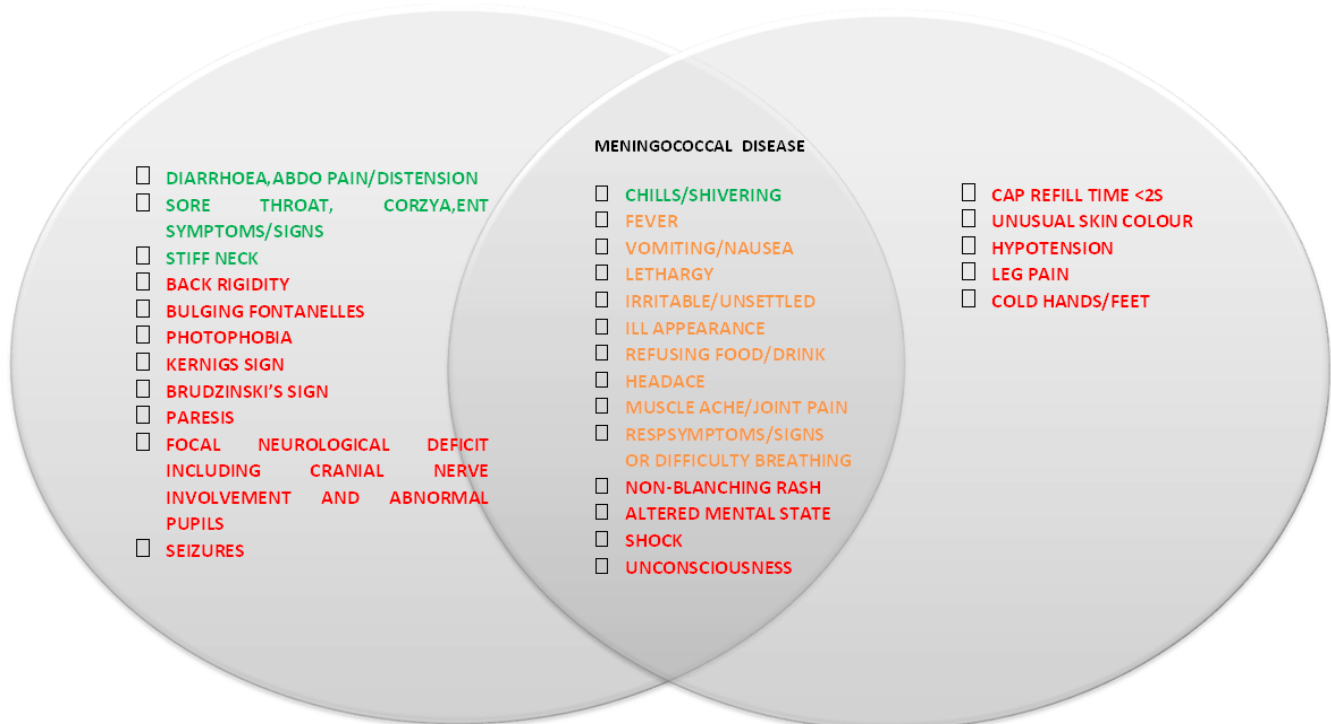 DIARRHOEA,ABDO PAIN/DISTENSION
SORE THROAT, CORZYA,ENT
SYMPTOMS/SIGNS
STIFF NECK
BACK RIGIDITY
BULGING FONTANELLES
PHOTOPHOBIA
KERNIGS SIGN
BRUDZINSKI'S SIGN
PARESIS
FOCAL NEUROLOGICAL DEFICIT
INCLUDING CRANIAL NERVE
INVOLVEMENT AND ABNORMAL
PUPILS
SEIZURES
MENINGOCOCCAL DISEASE
CHILLS/SHIVERING
FEVER
VOMITING/NAUSEA
LETHARGY
IRRITABLE/UNSETTLED
ILL APPEARANCE
REFUSING FOOD/DRINK
HEADACE
MUSCLE ACHE/JOINT PAIN
RESPSYMPTOMS/SIGNS
OR DIFFICULTY BREATHING
NON-BLANCHING RASH
ALTERED MENTAL STATE
SHOCK
UNCONSCIOUSNESS
CAP REFILL TIME <2S
UNUSUAL SKIN COLOUR
HYPOTENSION
LEG PAIN
COLD HANDS/FEET